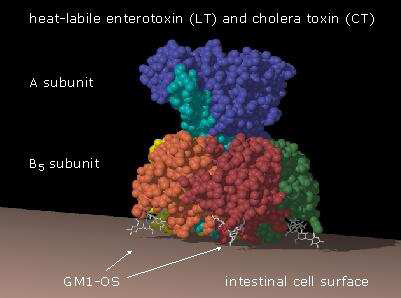 heat-labile enterotoxin (LT) and cholera toxin (CT)
A subunit
B₅ subunit
GM1-OS
intestinal cell surface